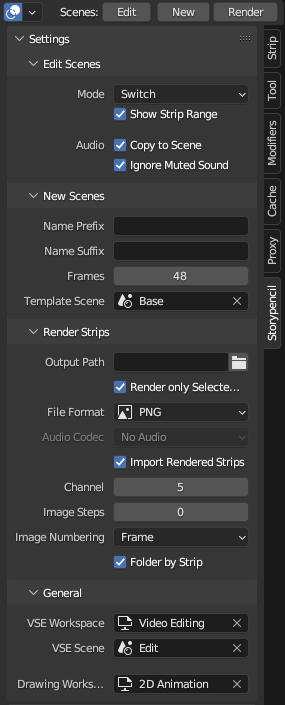 Scenes: Edit New Render
Settings
Edit Scenes
Mode Switch
Show Strip Range
Audio Copy to Scene
Ignore Muted Sound
New Scenes
Name Prefix
Name Suffix
Frames 48
Template Scene Base
Render Strips
Output Path
Render only Selecte...
File Format PNG
Audio Codec No Audio
Import Rendered Strips
Channel 5
Image Steps 0
Image Numbering Frame
Folder by Strip
General
VSE Workspace Video Editing
VSE Scene Edit
Drawing Works... 2D Animation
Strip
Tool
Modifiers
Cache
Proxy
Storypencil